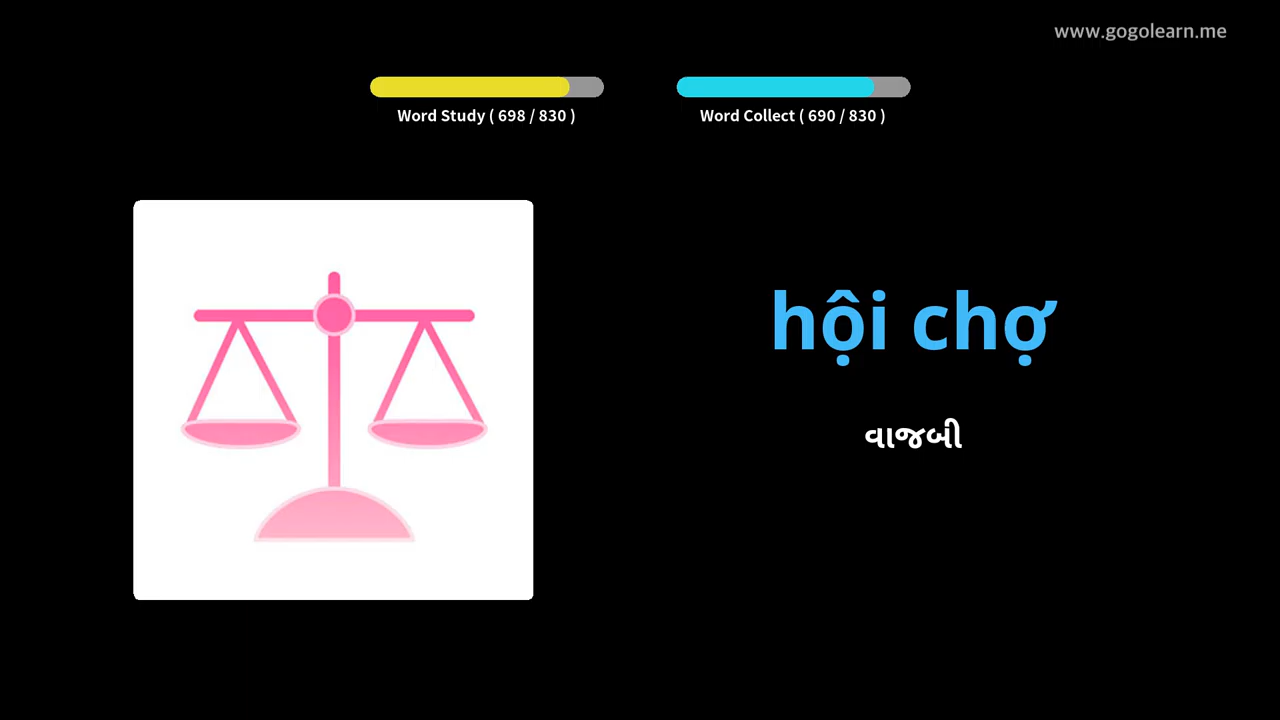 www.gogolearn.me
Word Study ( 698 / 830 )
Word Collect ( 690 / 830 )
hội chợ
વાજબી